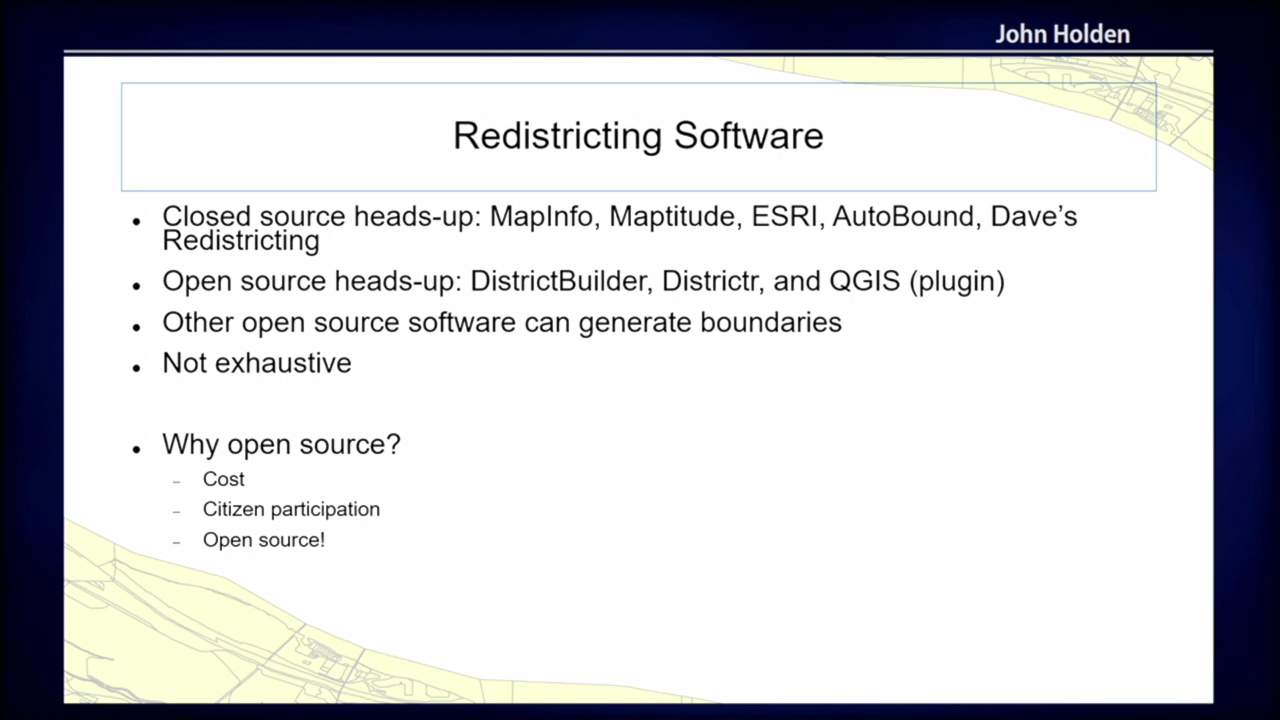 John Holden
Redistricting Software
• Closed source heads-up: MapInfo, Maptitude, ESRI, AutoBound, Dave's
Redistricting
• Open source heads-up: DistrictBuilder, Districtr, and QGIS (plugin)
• Other open source software can generate boundaries
• Not exhaustive
• Why open source?
– Cost
– Citizen participation
– Open source!